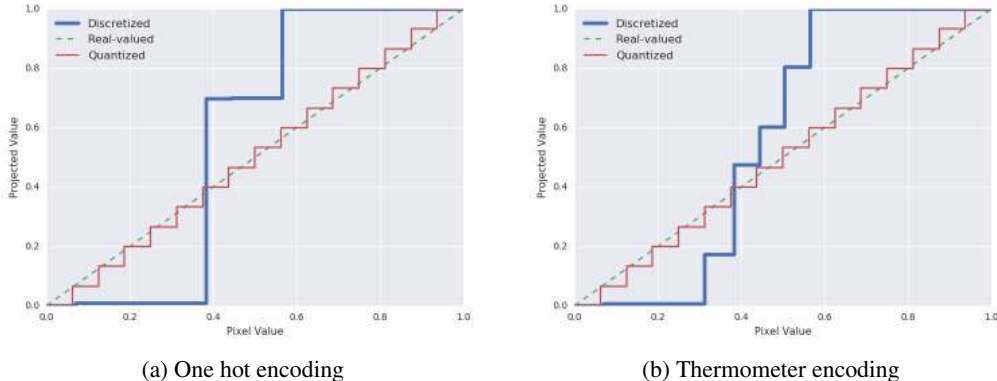 1.0
0.8
0.6
0.4
0.2
0.0
Projected Value
Discretized
Real-valued
Quantized
0.0 0.2 0.4 0.6 0.8 1.0
Pixel Value
(a) One hot encoding
1.0
0.8
0.6
0.4
0.2
0.0
Projected Value
Discretized
Real-valued
Quantized
0.0 0.2 0.4 0.6 0.8 1.0
Pixel Value
(b) Thermometer encoding